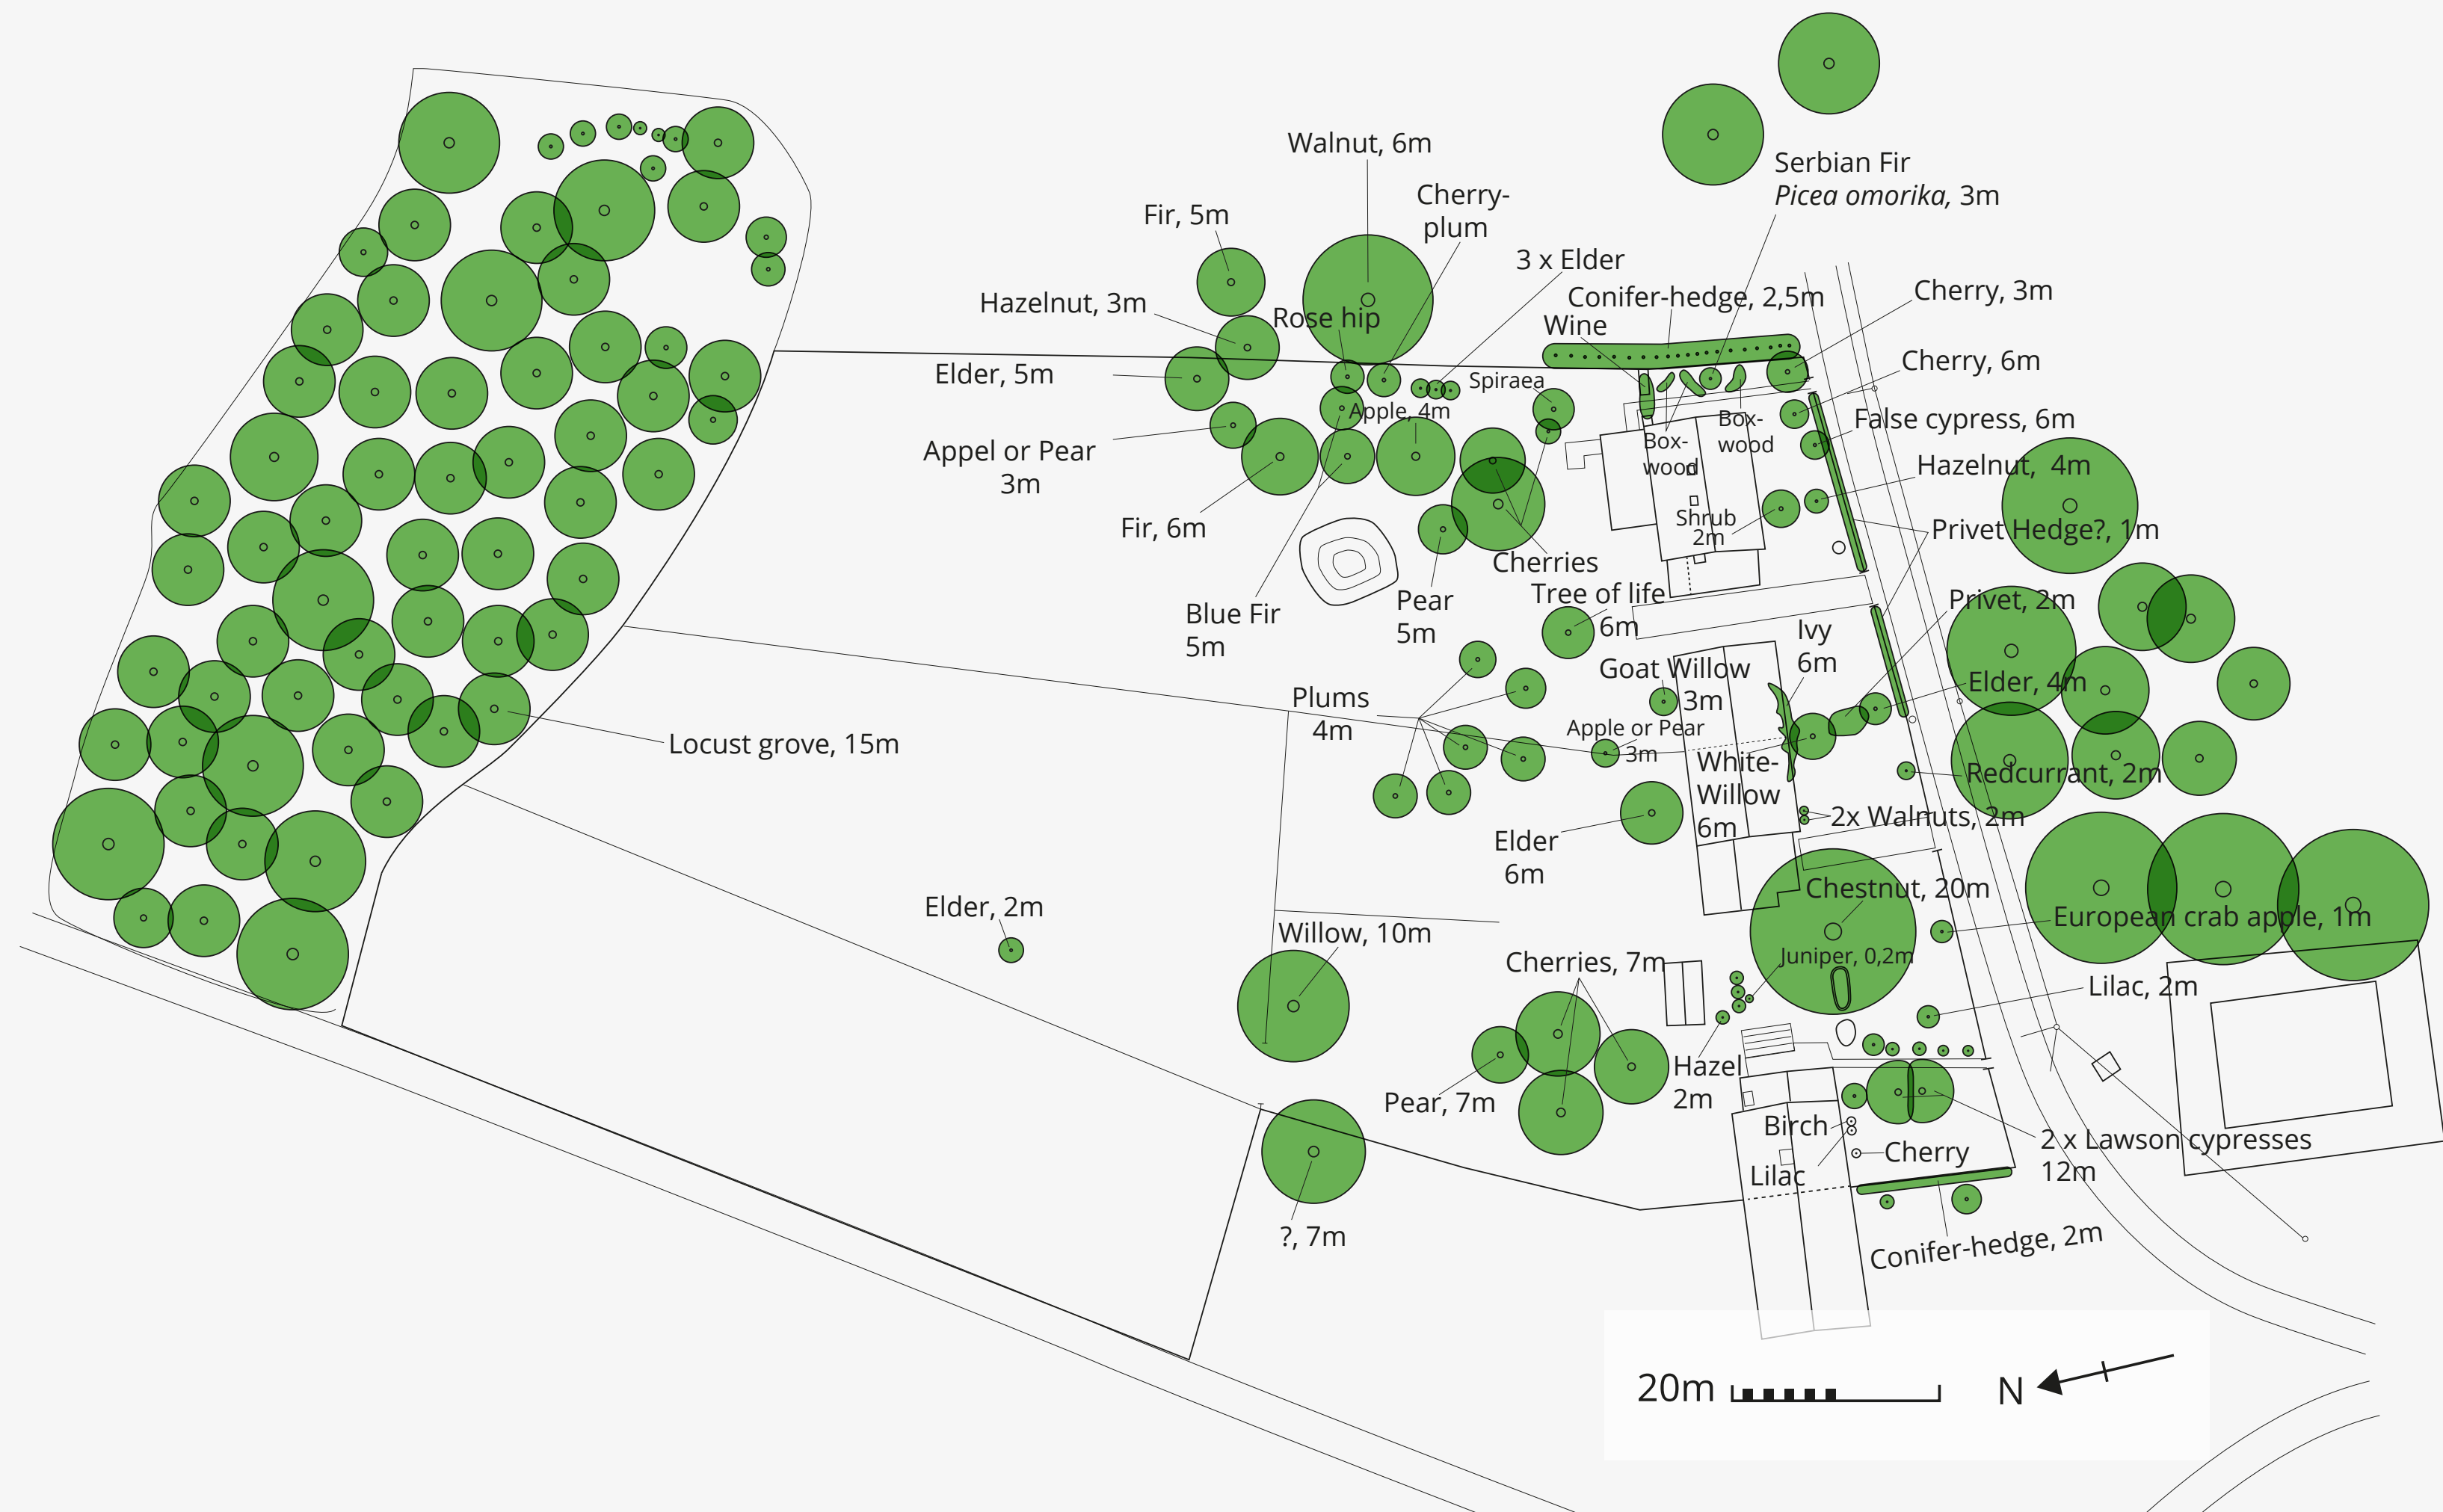 Walnut, 6m
Serbian Fir
Picea omorika, 3m
Cherry-
plum
Fir, 5m
3 x Elder
Hazelnut, 3m
Conifer-hedge, 2,5m
Cherry, 3m
Rose hip
Wine
Elder, 5m
Spiraea
Cherry, 6m
Apple, 4m
Box-
wood
Box-
wood
False cypress, 6m
Appel or Pear
3m
Hazelnut,  4m
Fir, 6m
Shrub
2m
Privet Hedge?, 1m
Cherries
Blue Fir
5m
Pear
5m
Tree of life
6m
Privet, 2m
Ivy
6m
Goat Willow
3m
Elder, 4m
Plums
4m
Apple or Pear
3m
Locust grove, 15m
White-
Willow
6m
Redcurrant, 2m
2x Walnuts, 2m
Elder
6m
Chestnut, 20m
Elder, 2m
European crab apple, 1m
Willow, 10m
Cherries, 7m
Juniper, 0,2m
Lilac, 2m
Hazel
2m
Pear, 7m
Birch
2 x Lawson cypresses
12m
Cherry
Lilac
?, 7m
Conifer-hedge, 2m
20m
N